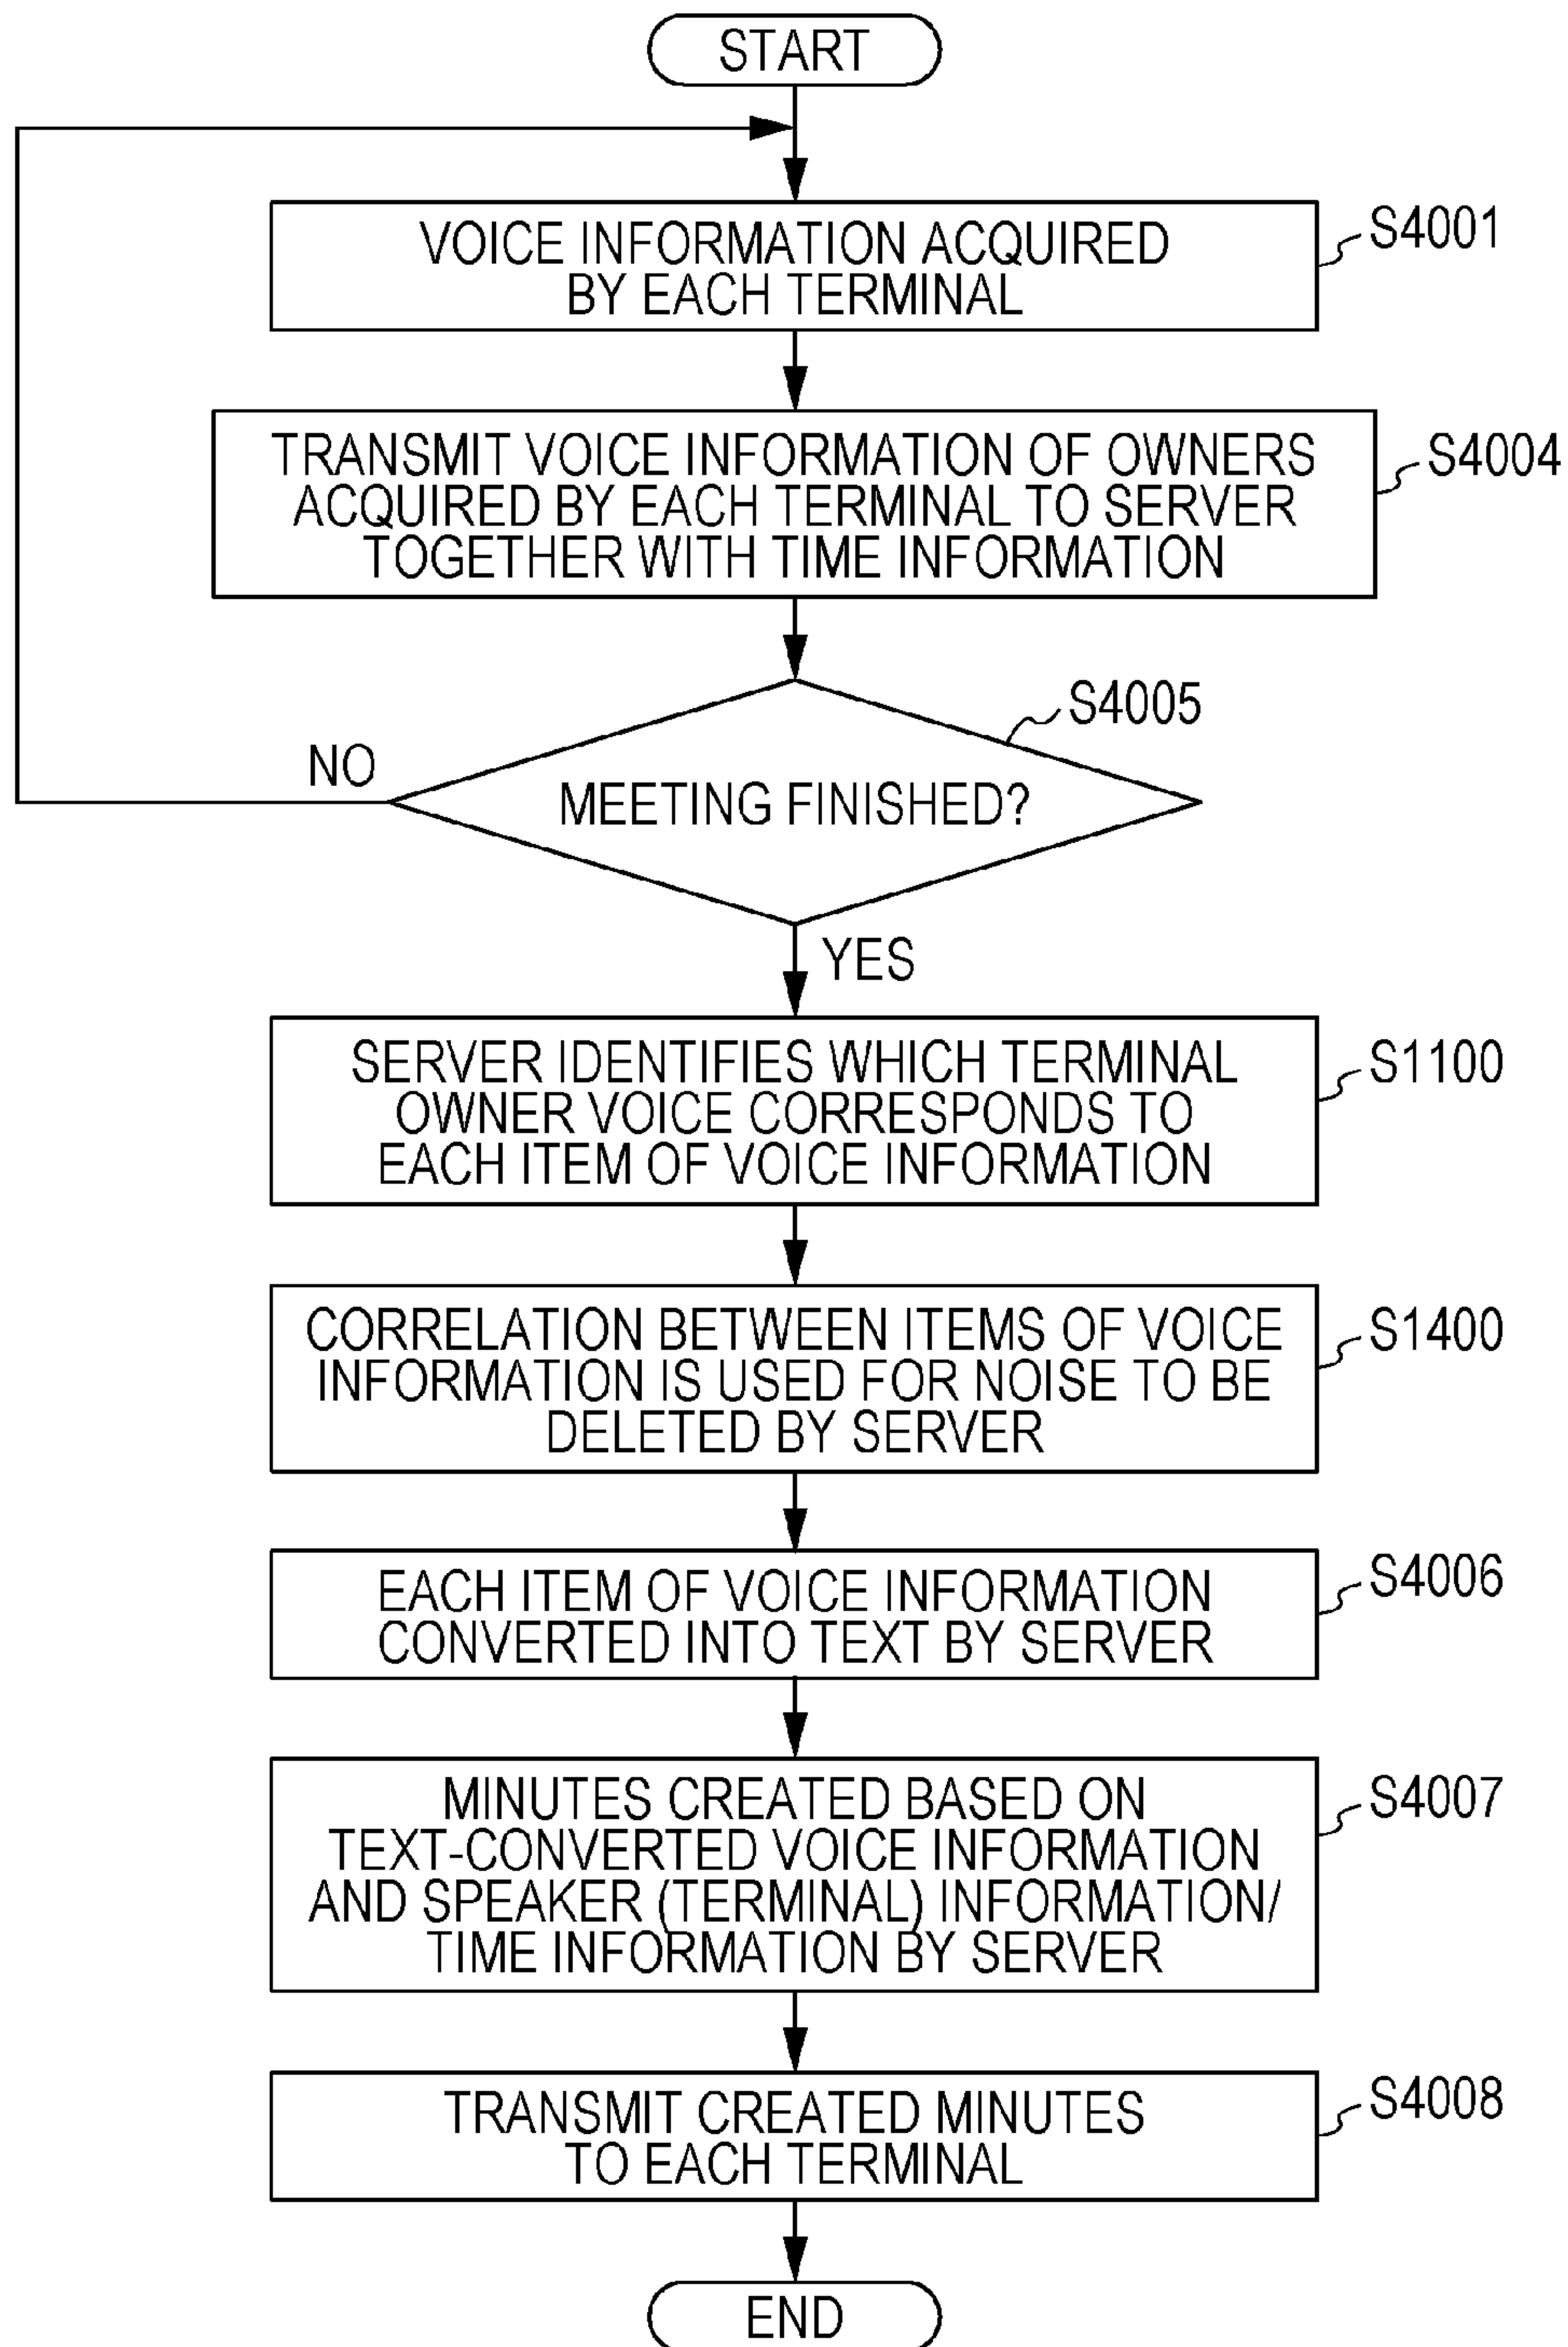 START
VOICE INFORMATION ACQUIRED
BY EACH TERMINAL
S4001
TRANSMIT VOICE INFORMATION OF OWNERS
ACQUIRED BY EACH TERMINAL TO SERVER
TOGETHER WITH TIME INFORMATION
S4004
S4005
NO
MEETING FINISHED?
YES
SERVER IDENTIFIES WHICH TERMINAL
OWNER VOICE CORRESPONDS TO
EACH ITEM OF VOICE INFORMATION
S1100
CORRELATION BETWEEN ITEMS OF VOICE
INFORMATION IS USED FOR NOISE TO BE
DELETED BY SERVER
S1400
EACH ITEM OF VOICE INFORMATION
CONVERTED INTO TEXT BY SERVER
S4006
MINUTES CREATED BASED ON
TEXT-CONVERTED VOICE INFORMATION
AND SPEAKER (TERMINAL) INFORMATION/
TIME INFORMATION BY SERVER
S4007
TRANSMIT CREATED MINUTES
TO EACH TERMINAL
S4008
END